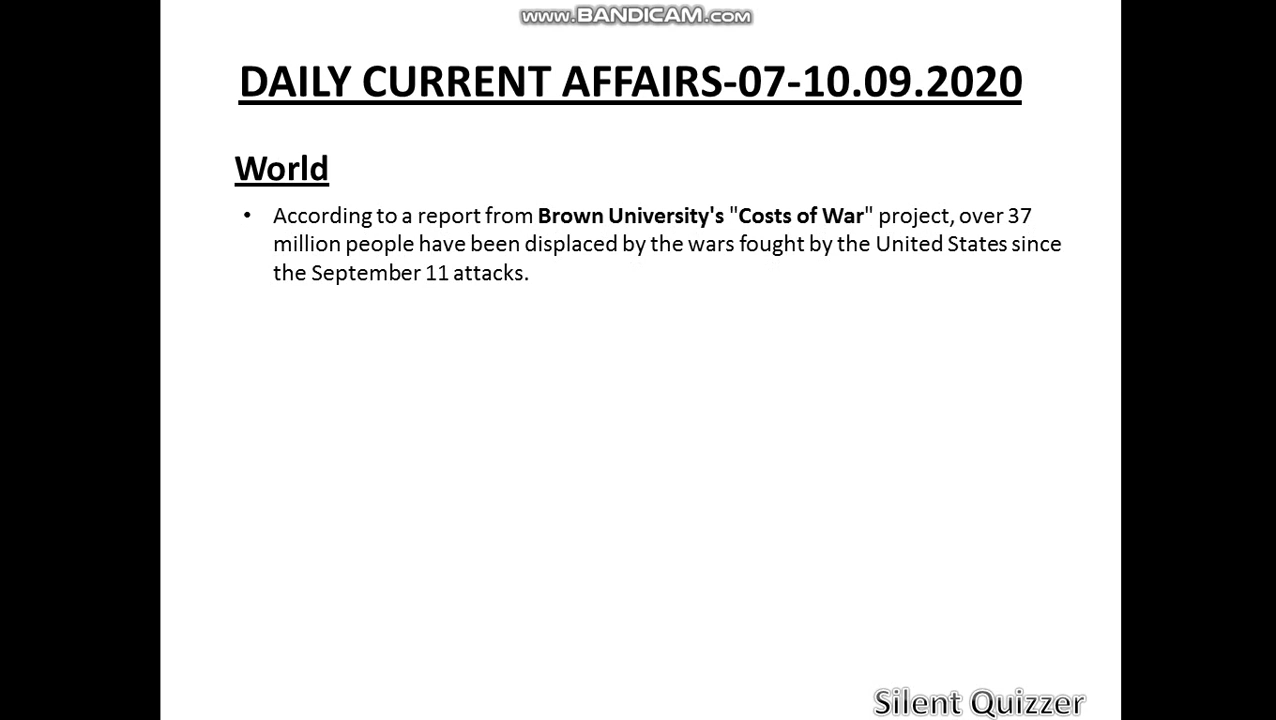 www.BANDICAM.com
DAILY CURRENT AFFAIRS-07-10.09.2020
World
• According to a report from Brown University's "Costs of War" project, over 37
million people have been displaced by the wars fought by the United States since
the September 11 attacks.
Silent Quizzer